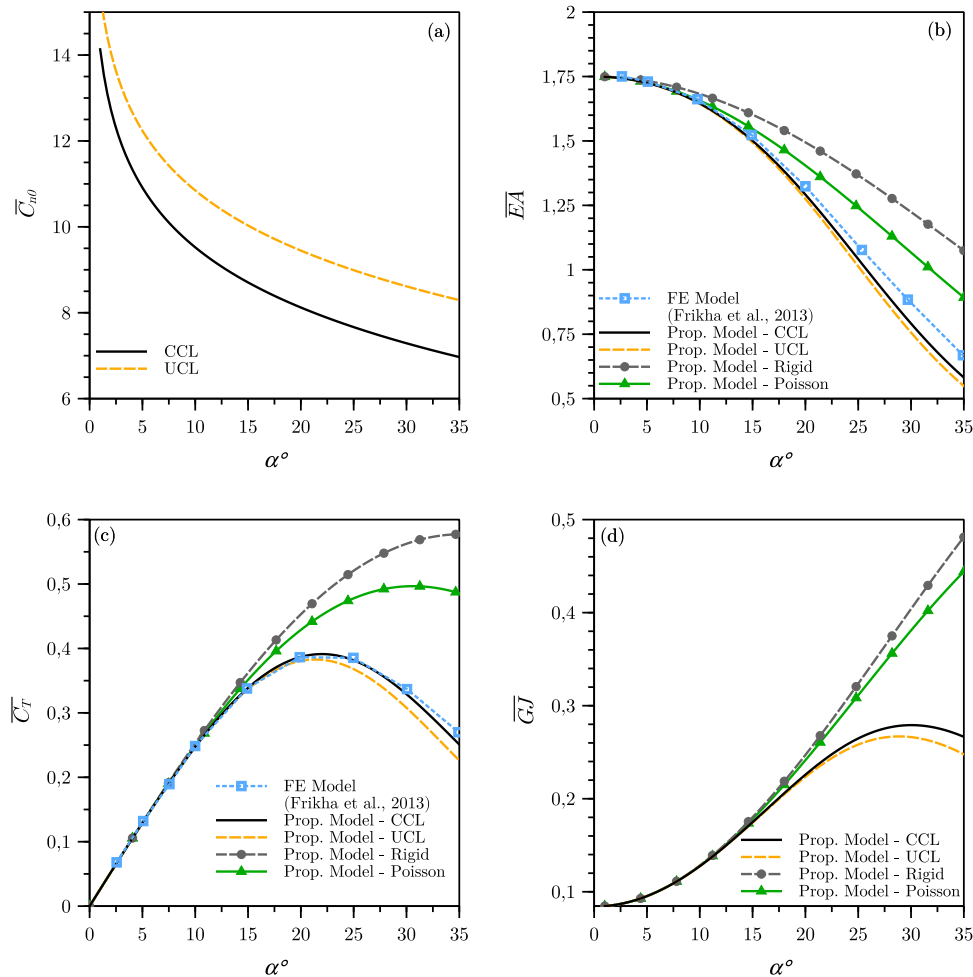 (a)
14
12
10
8
6
C̅n0
CCL
UCL
0 5 10 15 20 25 30 35
α°
(b)
2
1,75
1,5
1,25
1
0,75
0,5
E̅A̅
FE Model
(Frikha et al., 2013)
Prop. Model - CCL
Prop. Model - UCL
Prop. Model - Rigid
Prop. Model - Poisson
0 5 10 15 20 25 30 35
α°
(c)
0,6
0,5
0,4
0,3
0,2
0,1
0
C̅T
FE Model
(Frikha et al., 2013)
Prop. Model - CCL
Prop. Model - UCL
Prop. Model - Rigid
Prop. Model - Poisson
0 5 10 15 20 25 30 35
α°
(d)
0,5
0,4
0,3
0,2
0,1
G̅J̅
Prop. Model - CCL
Prop. Model - UCL
Prop. Model - Rigid
Prop. Model - Poisson
0 5 10 15 20 25 30 35
α°